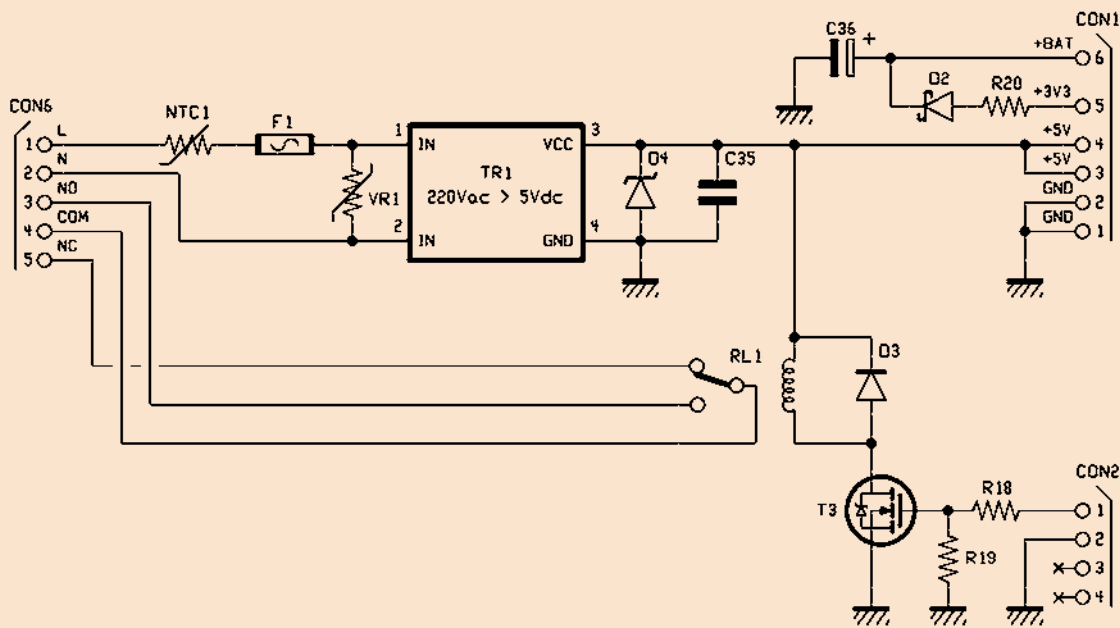 CON1
C36
+
+BAT
6
D2
R20
+3V3
5
CON6
NTC1
F1
1
L
1
IN
VCC
3
+5V
4
D4
C35
+5V
3
2
N
TR1
VR1
220Vac > 5Vdc
GND
2
3
NO
4
COM
2
IN
GND
4
GND
1
5
NC
RL1
D3
CON2
T3
R18
1
2
R19
3
4